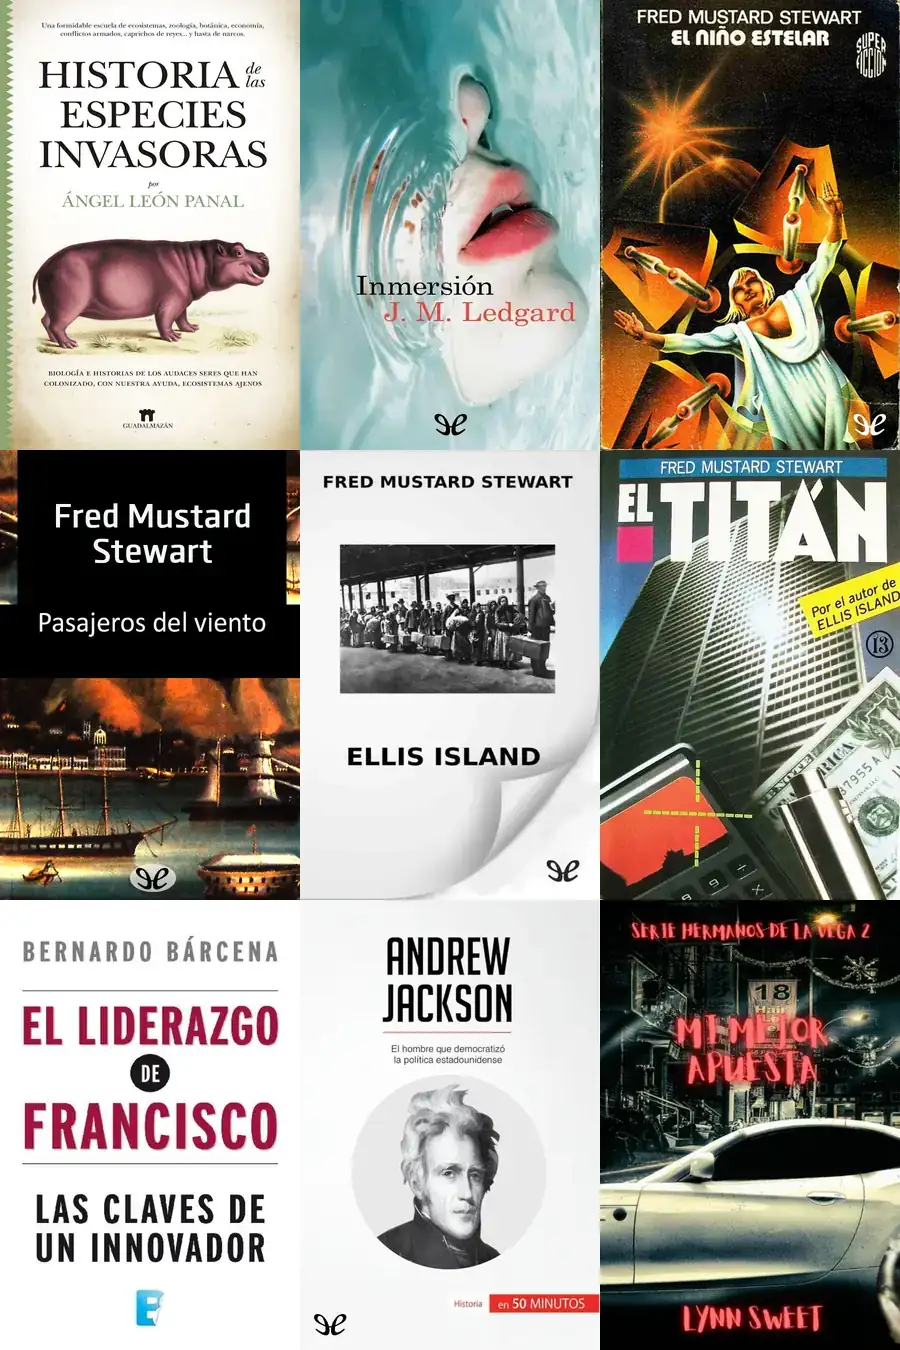 Una formidable escuela de ecosistemas, zoología, botánica, economía,
conflictos armados, caprichos de reyes... y hasta de narcos.
HISTORIA de las
ESPECIES
INVASORAS
por
ÁNGEL LEÓN PANAL
BIOLOGÍA E HISTORIAS DE LOS AUDACES SERES QUE HAN
COLONIZADO, CON NUESTRA AYUDA, ECOSISTEMAS AJENOS
GUADALMAZÁN
Inmersión
J. M. Ledgard
FRED MUSTARD STEWART
EL NIÑO ESTELAR
SUPER
FICCION
Fred Mustard
Stewart
Pasajeros del viento
FRED MUSTARD STEWART
ELLIS ISLAND
FRED MUSTARD STEWART
EL TITÁN
Por el autor de
ELLIS ISLAND
13
BERNARDO BÁRCENA
EL LIDERAZGO
DE
FRANCISCO
LAS CLAVES DE
UN INNOVADOR
B
ANDREW
JACKSON
El hombre que democratizó
la política estadounidense
Historia en 50 MINUTOS
SERIE HERMANOS DE LA VEGA 2
18
Hair
MI MEJOR
APUESTA
LYNN SWEET